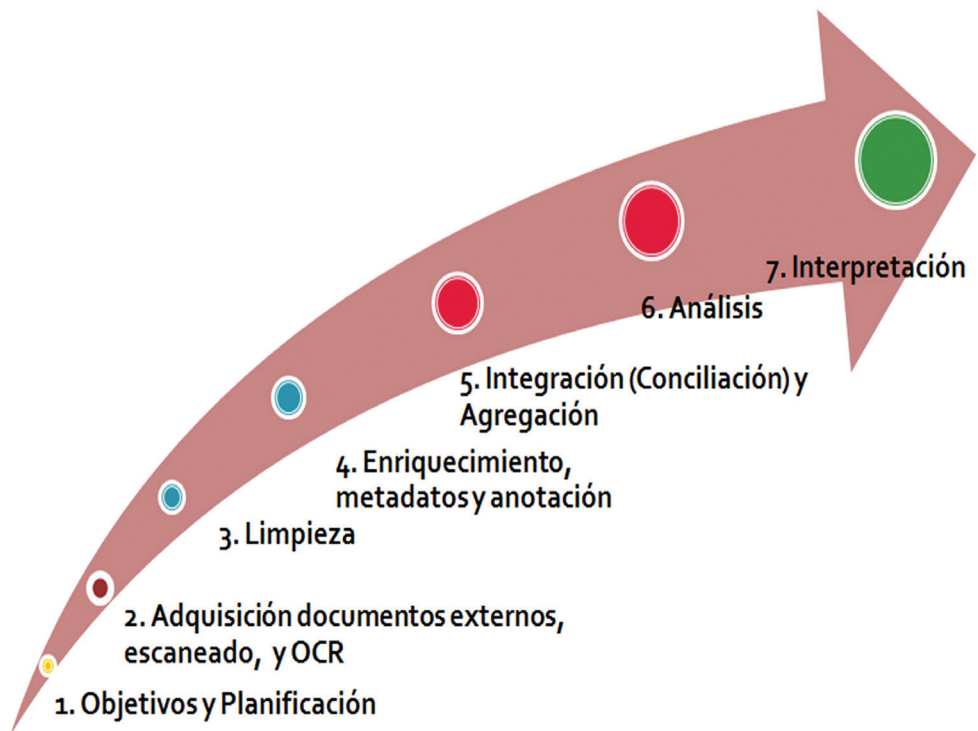 1. Objetivos y Planificación
2. Adquisición documentos externos,
escaneado, y OCR
3. Limpieza
4. Enriquecimiento,
metadatos y anotación
5. Integración (Conciliación) y
Agregación
6. Análisis
7. Interpretación